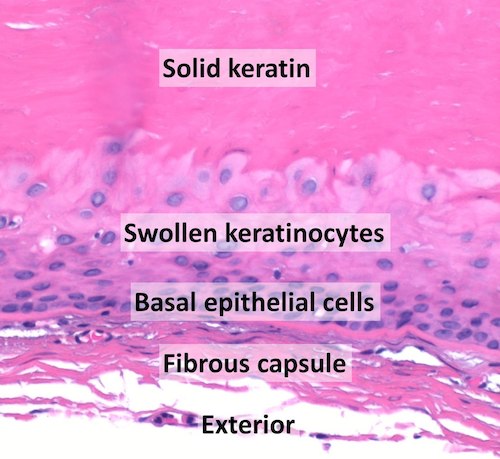 Solid keratin
Swollen keratinocytes
Basal epithelial cells
Fibrous capsule
Exterior